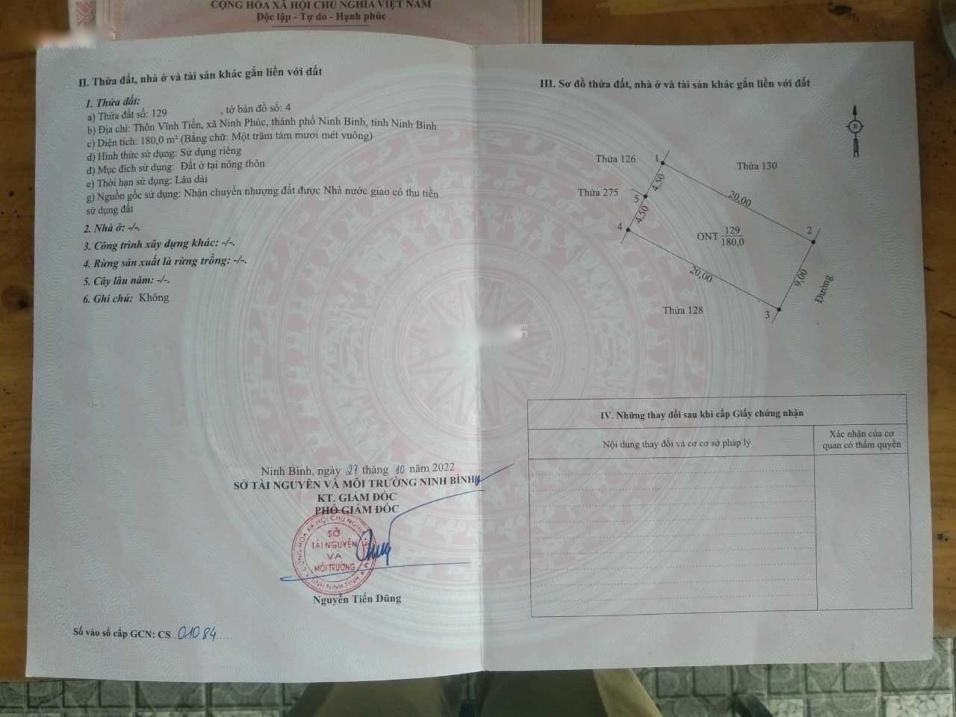 CỘNG HÒA XÃ HỘI CHỦ NGHĨA VIỆT NAM
Độc lập - Tự do - Hạnh phúc
II. Thửa đất, nhà ở và tài sản khác gắn liền với đất
1. Thửa đất:
a) Thửa đất số: 129 , tờ bản đồ số: 4
b) Địa chỉ: Thôn Vĩnh Tiến, xã Ninh Phúc, thành phố Ninh Bình, tỉnh Ninh Bình
c) Diện tích: 180,0 m² (Bằng chữ: Một trăm tám mươi mét vuông)
d) Hình thức sử dụng: Sử dụng riêng
đ) Mục đích sử dụng: Đất ở tại nông thôn
e) Thời hạn sử dụng: Lâu dài
g) Nguồn gốc sử dụng: Nhận chuyển nhượng đất được Nhà nước giao có thu tiền
sử dụng đất
2. Nhà ở: -/-.
3. Công trình xây dựng khác: -/-.
4. Rừng sản xuất là rừng trồng: -/-.
5. Cây lâu năm: -/-.
6. Ghi chú: Không
Ninh Bình, ngày 27 tháng 10 năm 2022
SỞ TÀI NGUYÊN VÀ MÔI TRƯỜNG NINH BÌNH
KT. GIÁM ĐỐC
PHÓ GIÁM ĐỐC
SỞ
TÀI NGUYÊN
VÀ
MÔI TRƯỜNG
Nguyễn Tiến Dũng
Số vào sổ cấp GCN: CS 01084
III. Sơ đồ thửa đất, nhà ở và tài sản khác gắn liền với đất
Thửa 126
1
Thửa 130
Thửa 275
4,50
5
20,00
4,50
4
ONT 129
180,0
2
20,00
9,00
Đường
Thửa 128
3
IV. Những thay đổi sau khi cấp Giấy chứng nhận
Nội dung thay đổi và cơ cơ sở pháp lý
Xác nhận của cơ
quan có thẩm quyền